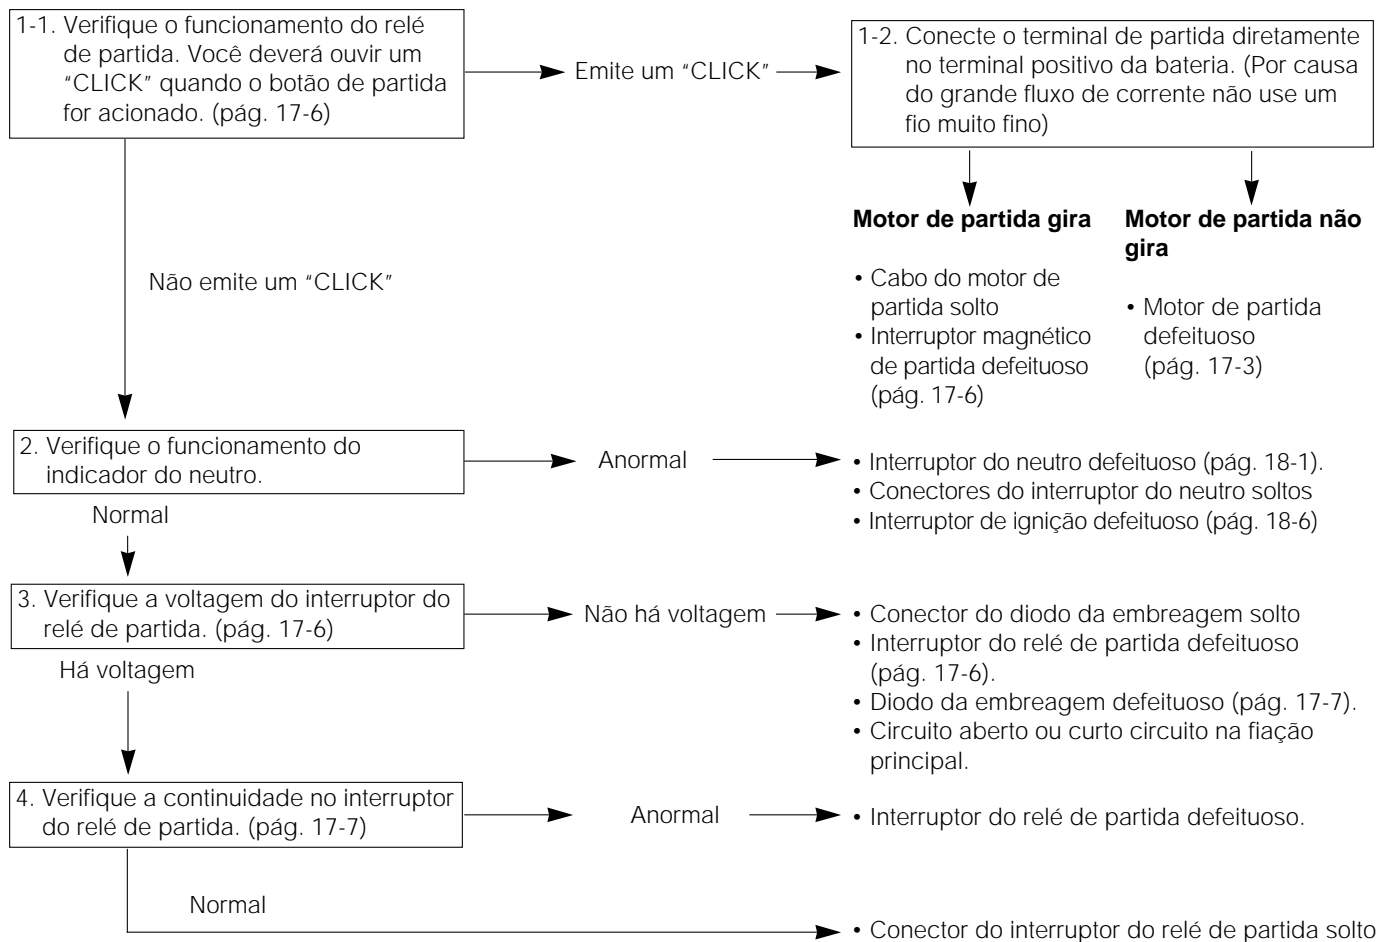 1-1. Verifique o funcionamento do relé
de partida. Você deverá ouvir um
“CLICK” quando o botão de partida
for acionado. (pág. 17-6)
Emite um “CLICK”
1-2. Conecte o terminal de partida diretamente
no terminal positivo da bateria. (Por causa
do grande fluxo de corrente não use um
fio muito fino)
Motor de partida gira
• Cabo do motor de
partida solto
• Interruptor magnético
de partida defeituoso
(pág. 17-6)
Motor de partida não
gira
• Motor de partida
defeituoso
(pág. 17-3)
Não emite um “CLICK”
2. Verifique o funcionamento do
indicador do neutro.
Anormal
• Interruptor do neutro defeituoso (pág. 18-1).
• Conectores do interruptor do neutro soltos
• Interruptor de ignição defeituoso (pág. 18-6)
Normal
3. Verifique a voltagem do interruptor do
relé de partida. (pág. 17-6)
Não há voltagem
• Conector do diodo da embreagem solto
• Interruptor do relé de partida defeituoso
(pág. 17-6).
• Diodo da embreagem defeituoso (pág. 17-7).
• Circuito aberto ou curto circuito na fiação
principal.
Há voltagem
4. Verifique a continuidade no interruptor
do relé de partida. (pág. 17-7)
Anormal
• Interruptor do relé de partida defeituoso.
Normal
• Conector do interruptor do relé de partida solto